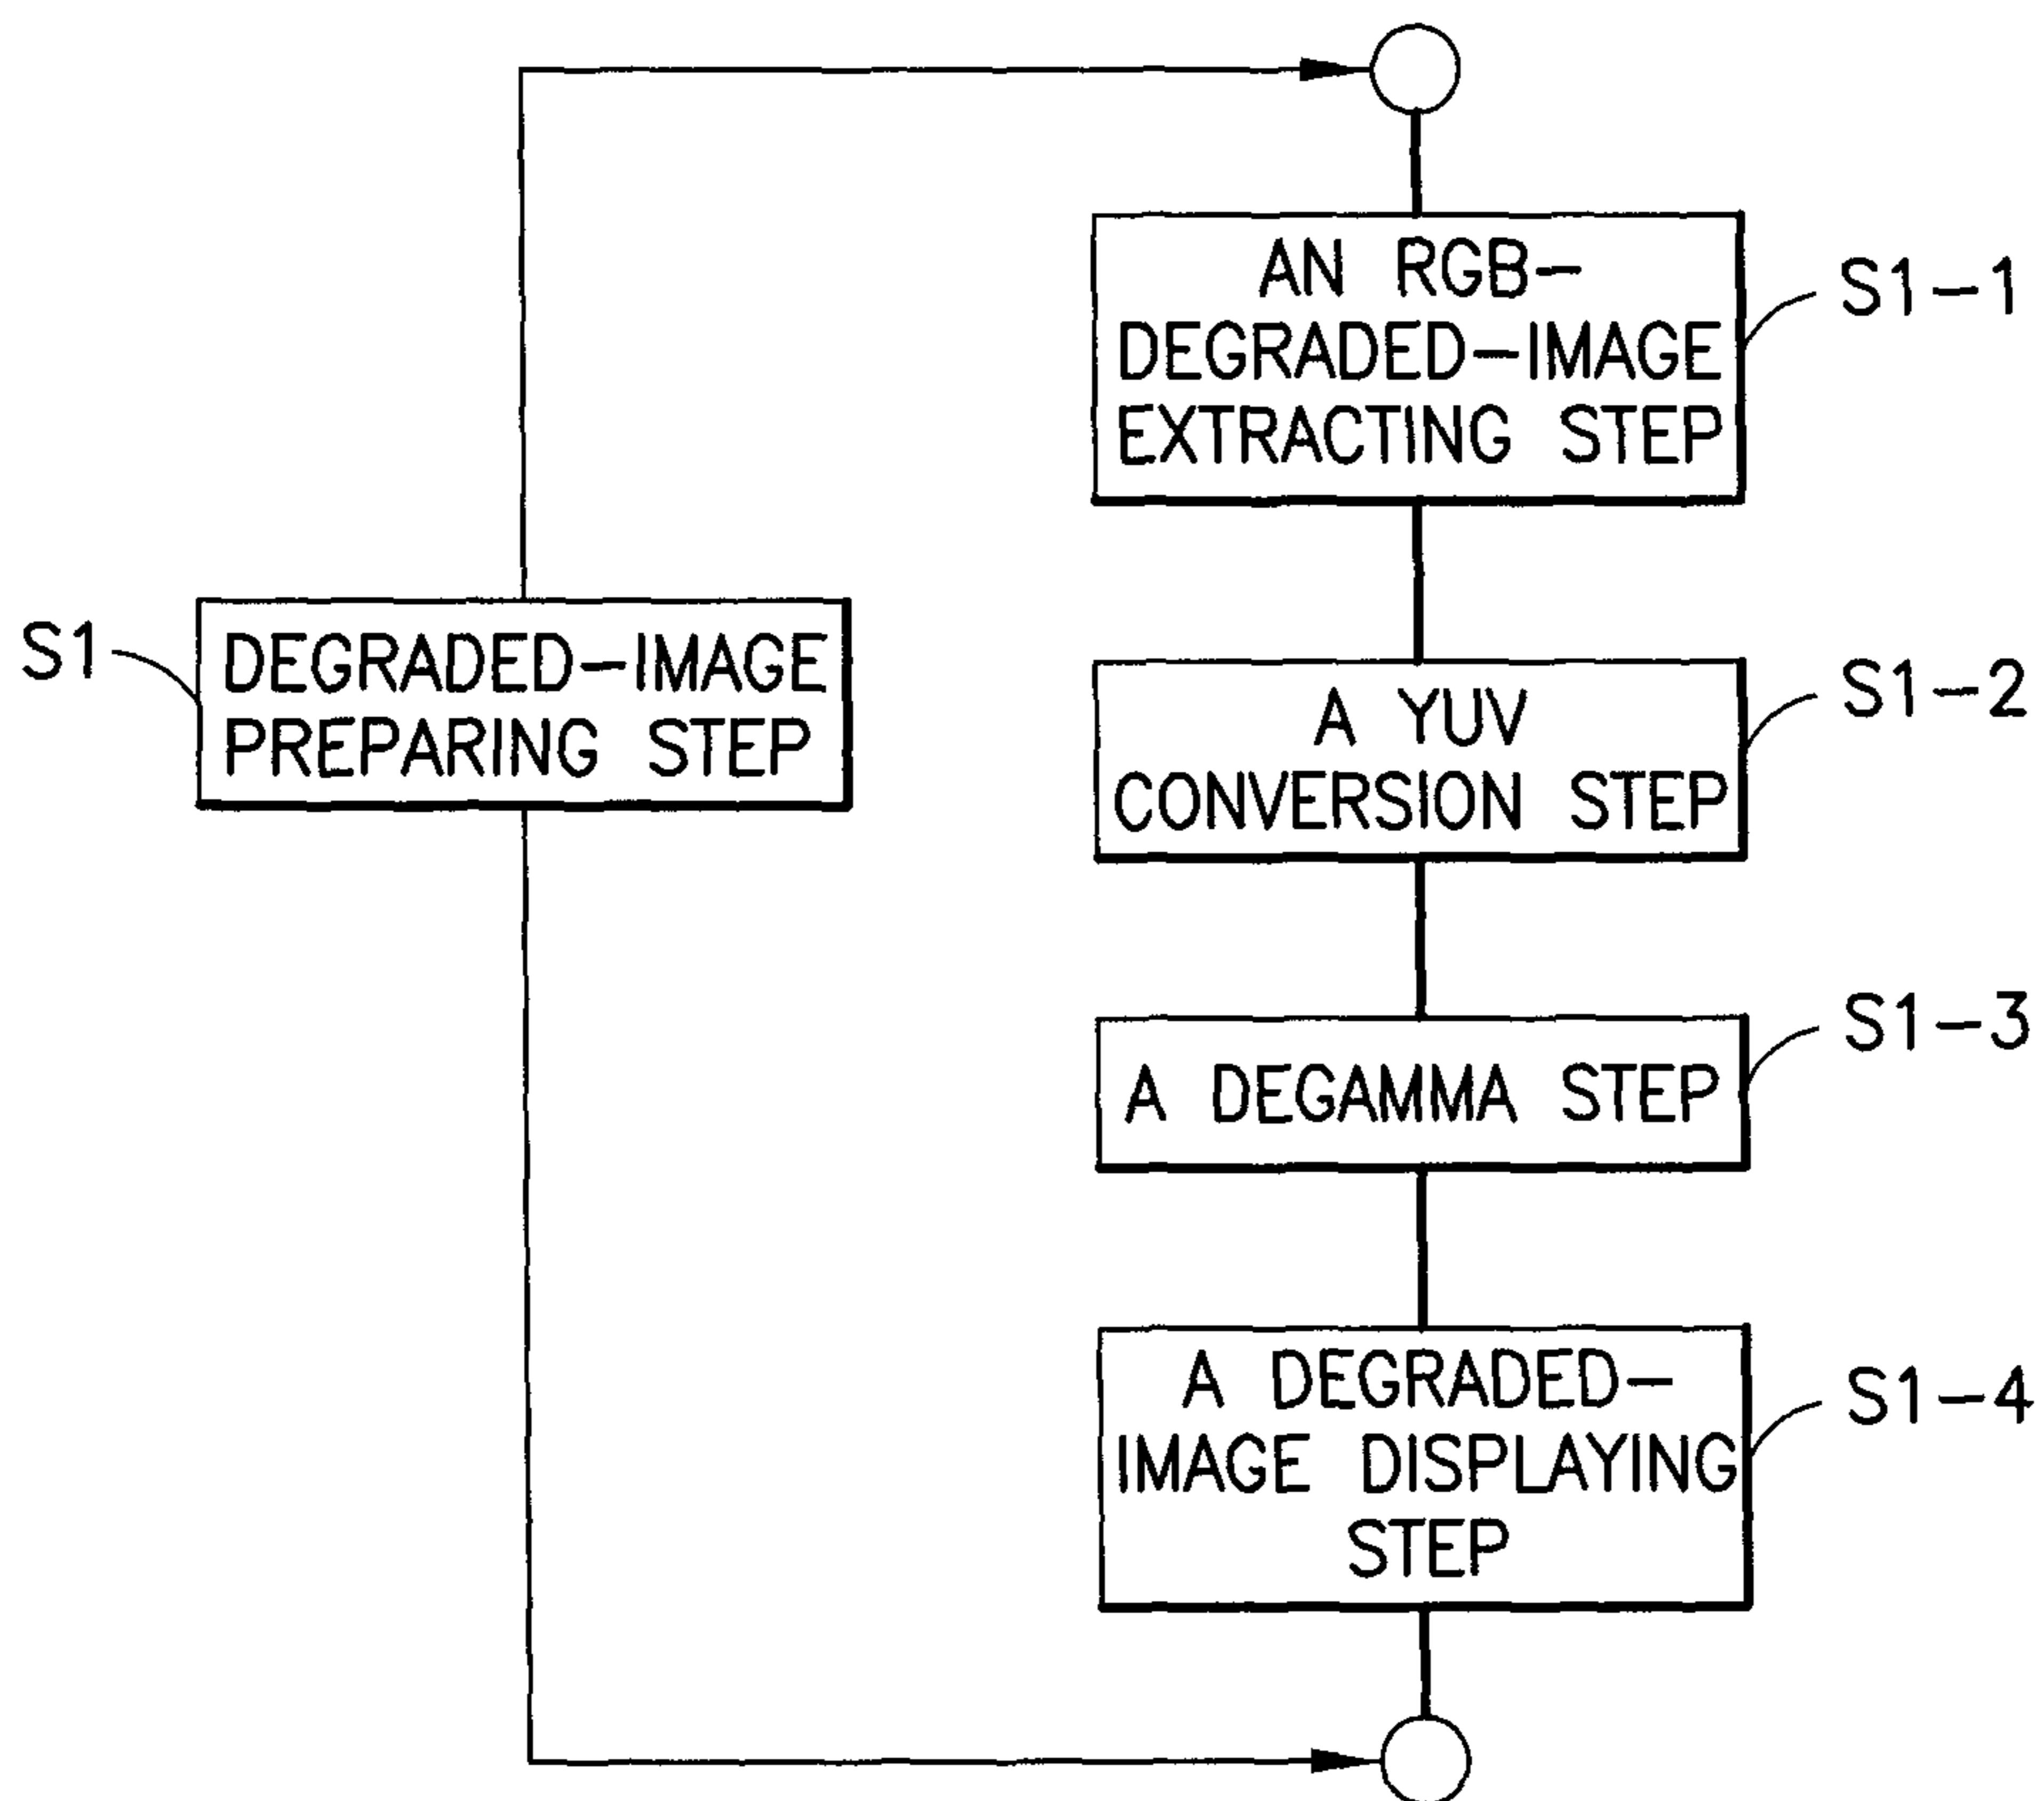 S1
DEGRADED-IMAGE
PREPARING STEP
AN RGB-
DEGRADED-IMAGE
EXTRACTING STEP
S1-1
A YUV
CONVERSION STEP
S1-2
A DEGAMMA STEP
S1-3
A DEGRADED-
IMAGE DISPLAYING
STEP
S1-4